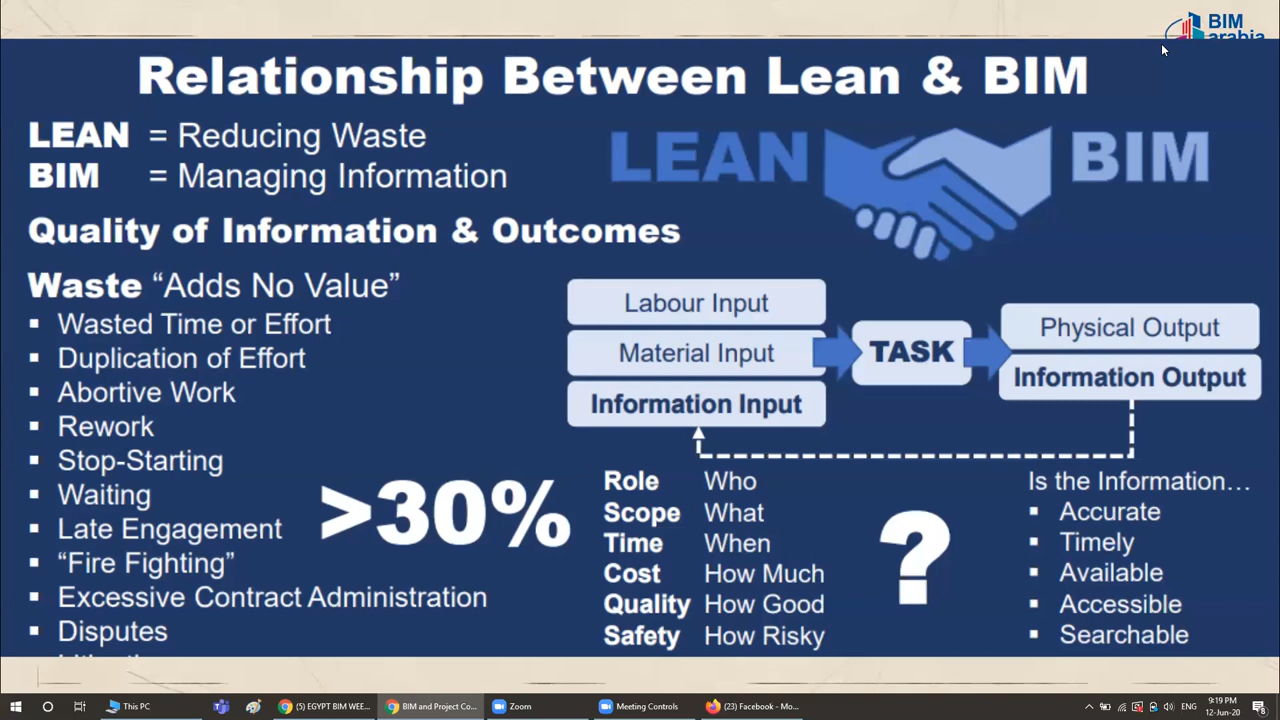 BIM
arabia
Relationship Between Lean & BIM
LEAN = Reducing Waste
BIM = Managing Information
LEAN BIM
Quality of Information & Outcomes
Waste “Adds No Value”
▪ Wasted Time or Effort
▪ Duplication of Effort
▪ Abortive Work
▪ Rework
▪ Stop-Starting
▪ Waiting
▪ Late Engagement
▪ “Fire Fighting”
▪ Excessive Contract Administration
▪ Disputes
>30%
Labour Input
Material Input
Information Input
TASK
Physical Output
Information Output
Role Who
Scope What
Time When
Cost How Much
Quality How Good
Safety How Risky
?
Is the Information…
▪ Accurate
▪ Timely
▪ Available
▪ Accessible
▪ Searchable
This PC
(5) EGYPT BIM WEE...
BIM and Project Co...
Zoom
Meeting Controls
(23) Facebook - Mo...
ENG
9:19 PM
12-Jun-20
8